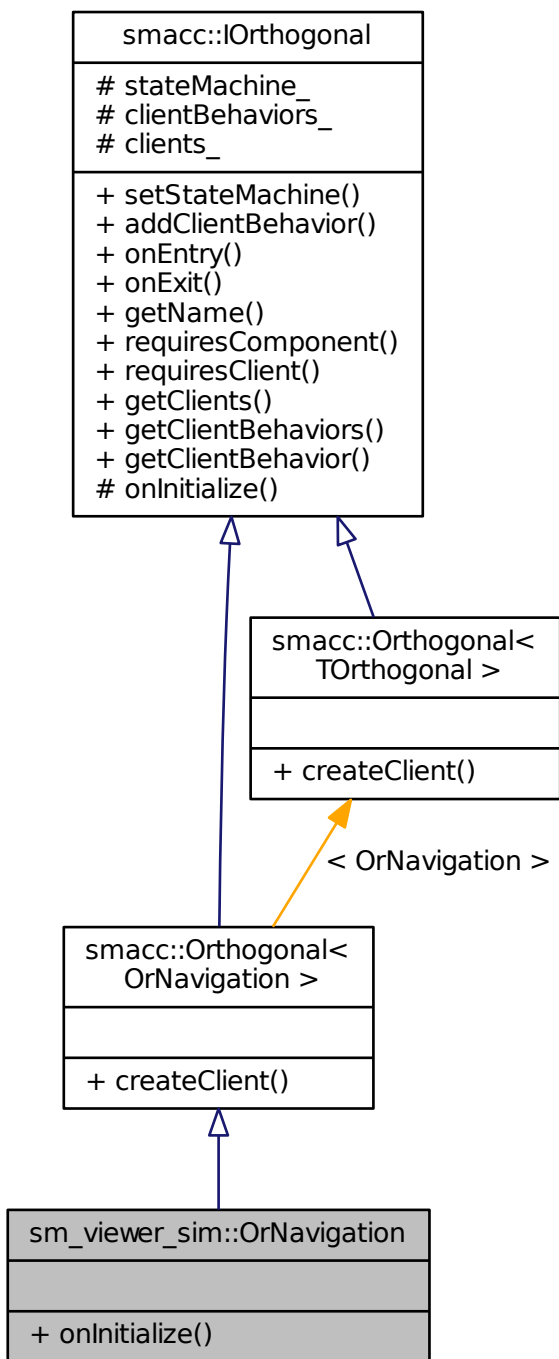 smacc::IOrthogonal
# stateMachine_
# clientBehaviors_
# clients_
+ setStateMachine()
+ addClientBehavior()
+ onEntry()
+ onExit()
+ getName()
+ requiresComponent()
+ requiresClient()
+ getClients()
+ getClientBehaviors()
+ getClientBehavior()
# onInitialize()
smacc::Orthogonal<
TOrthogonal >
+ createClient()
< OrNavigation >
smacc::Orthogonal<
OrNavigation >
+ createClient()
sm_viewer_sim::OrNavigation
+ onInitialize()